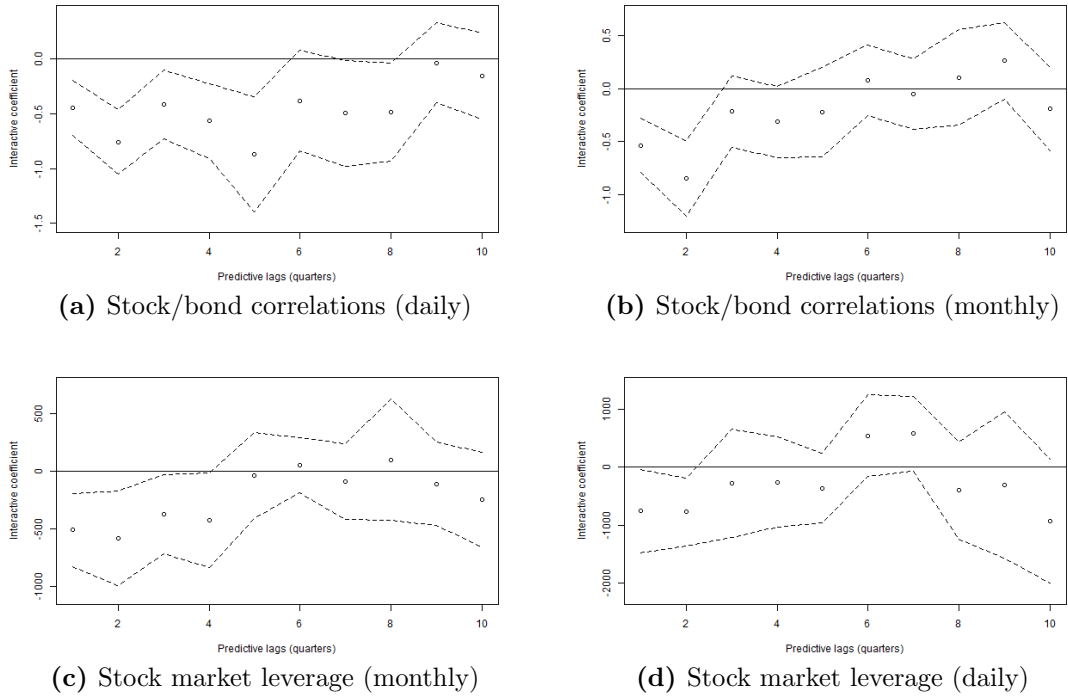 Interactive coefficient
0.0
-0.5
-1.0
-1.5
2 4 6 8 10
Predictive lags (quarters)
(a) Stock/bond correlations (daily)
Interactive coefficient
0.5
0.0
-0.5
-1.0
2 4 6 8 10
Predictive lags (quarters)
(b) Stock/bond correlations (monthly)
Interactive coefficient
500
0
-500
-1000
2 4 6 8 10
Predictive lags (quarters)
(c) Stock market leverage (monthly)
Interactive coefficient
1000
0
-1000
-2000
2 4 6 8 10
Predictive lags (quarters)
(d) Stock market leverage (daily)